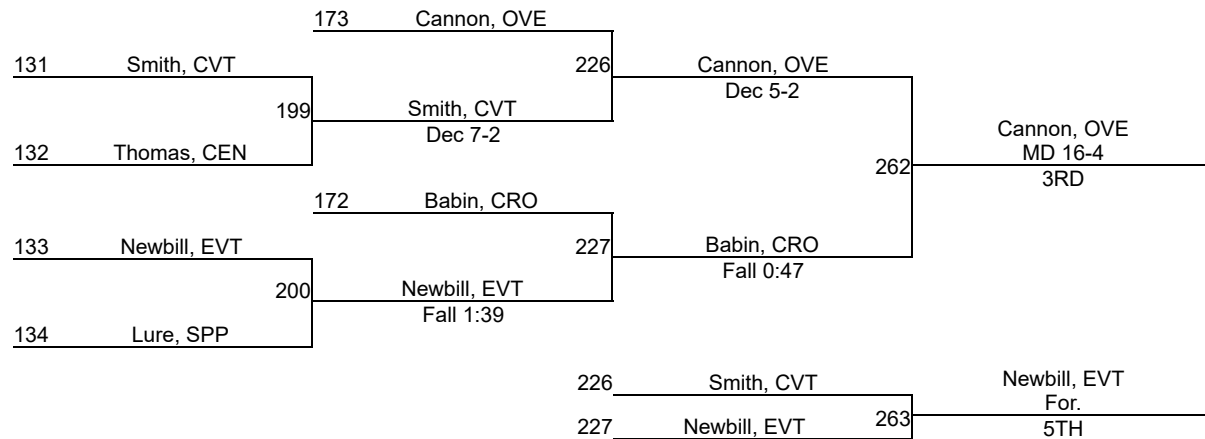 173 Cannon, OVE
131 Smith, CVT
226 Cannon, OVE
Dec 5-2
199 Smith, CVT
Dec 7-2
132 Thomas, CEN
262 Cannon, OVE
MD 16-4
3RD
172 Babin, CRO
133 Newbill, EVT
227 Babin, CRO
Fall 0:47
200 Newbill, EVT
Fall 1:39
134 Lure, SPP
226 Smith, CVT
263 Newbill, EVT
For.
5TH
227 Newbill, EVT